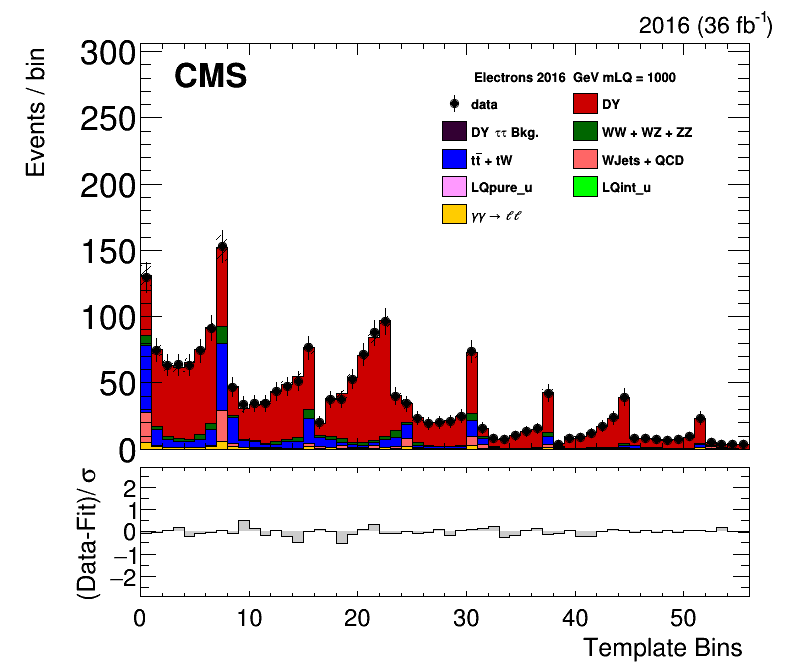 2016 (36 fb⁻¹)
CMS
Events / bin
300
250
200
150
100
50
0
Electrons 2016 GeV mLQ = 1000
data
DY
DY ττ Bkg.
WW + WZ + ZZ
tt̄ + tW
WJets + QCD
LQpure_u
LQint_u
γγ → ℓℓ
(Data-Fit)/ σ
2
1
0
−1
−2
0 10 20 30 40 50
Template Bins